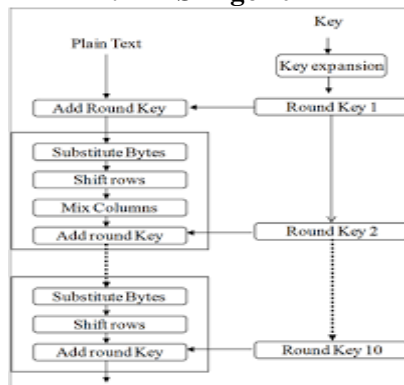 Key
Plain Text
Key expansion
Add Round Key
Round Key 1
Substitute Bytes
Shift rows
Mix Columns
Add round Key
Round Key 2
Substitute Bytes
Shift rows
Add round Key
Round Key 10